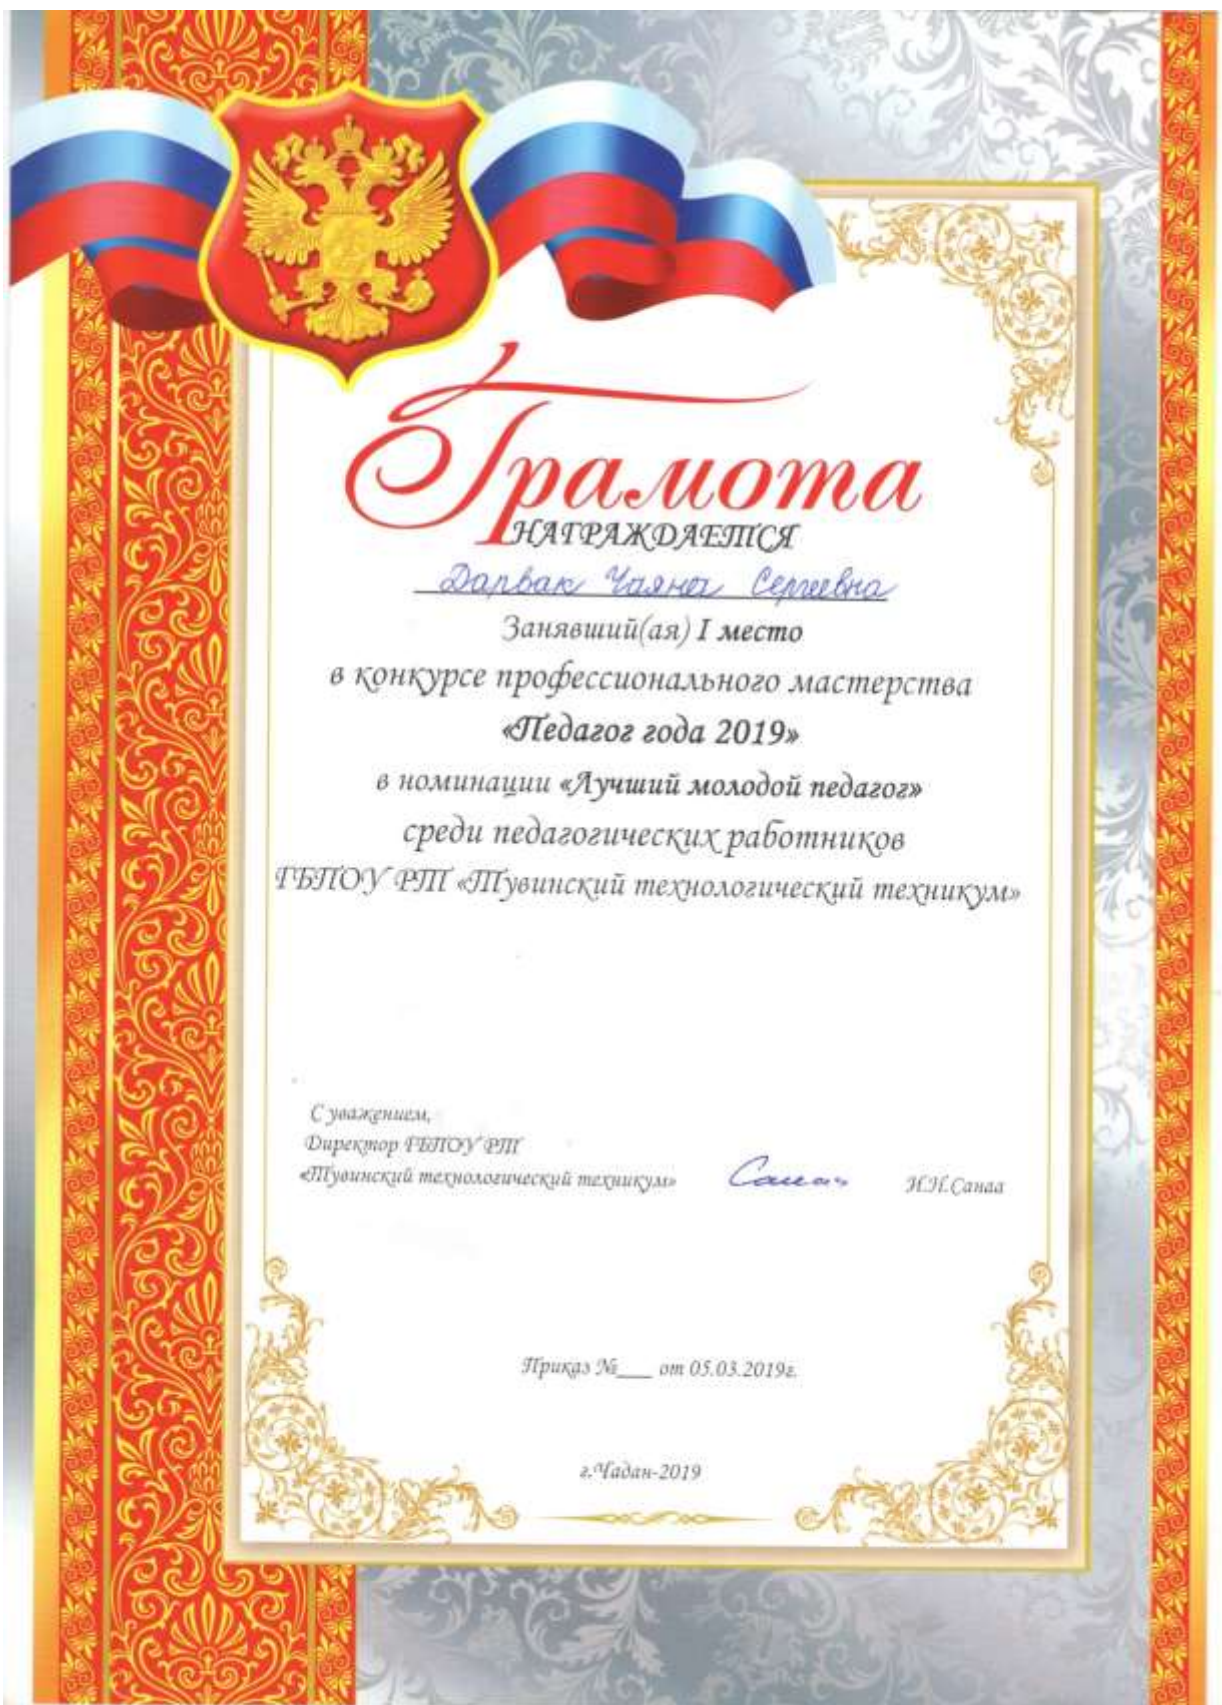 Грамота
НАГРАЖДАЕТСЯ
Дарвак Чаяна Сергеевна
Занявший(ая) I место
в конкурсе профессионального мастерства
«Педагог года 2019»
в номинации «Лучший молодой педагог»
среди педагогических работников
ГБПОУ РТ «Тувинский технологический техникум»
С уважением,
Директор ГБПОУ РТ
«Тувинский технологический техникум»
Санаа Н.Н.Санаа
Приказ №___ от 05.03.2019г.
г.Чадан-2019